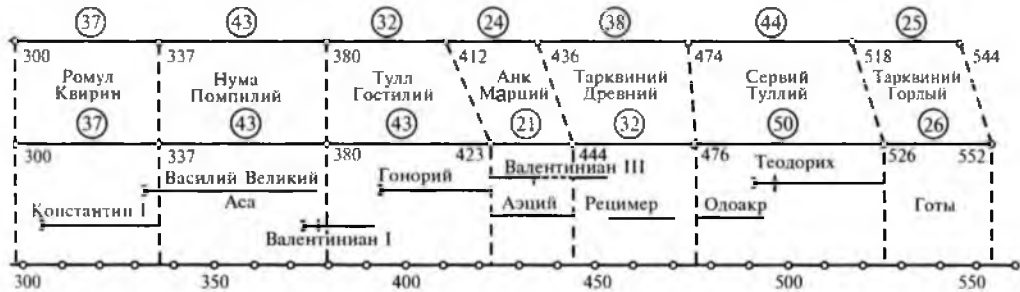 37 43 32 24 38 44 25
300 337 380 412 436 474 518 544
Ромул Квирин
Нума Помпилий
Тулл Гостилий
Анк Марций
Тарквиний Древний
Сервий Туллий
Тарквиний Гордый
37 43 43 21 32 50 26
300 337 380 423 444 476 526 552
Василий Великий
Гонорий
Валентиниан III
Теодорих
Константин I
Аса
Аэций
Рецимер
Одоакр
Готы
Валентиниан I
300 350 400 450 500 550